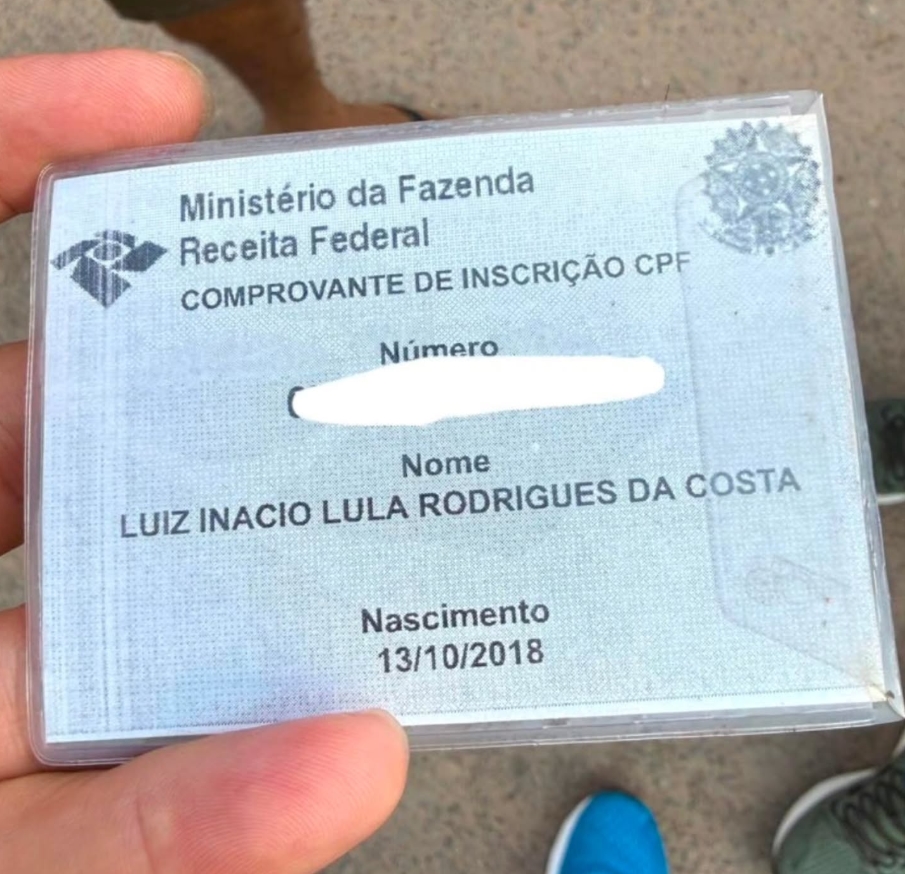 Ministério da Fazenda
Receita Federal
COMPROVANTE DE INSCRIÇÃO CPF
Número
Nome
LUIZ INACIO LULA RODRIGUES DA COSTA
Nascimento
13/10/2018